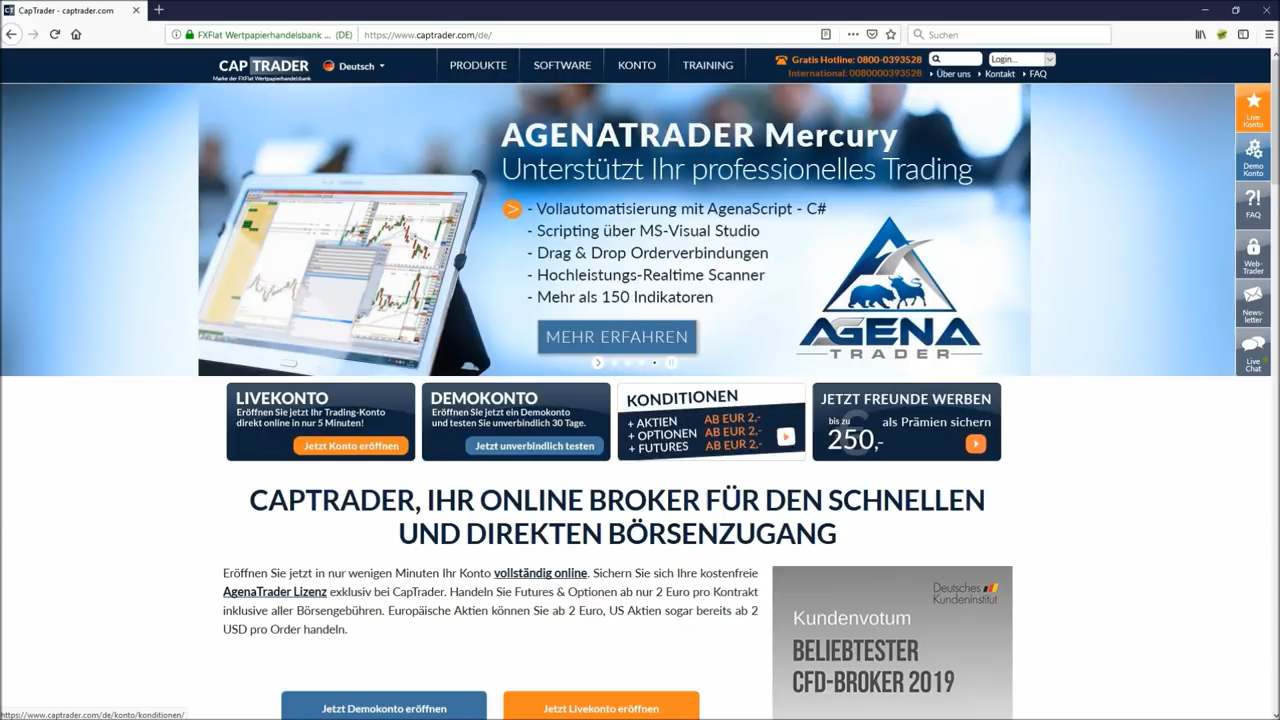 CapTrader - captrader.com
FXFlat Wertpapierhandelsbank ... (DE)
https://www.captrader.com/de/
Suchen
CAP TRADER
Marke der FXFlat Wertpapierhandelsbank
Deutsch
PRODUKTE
SOFTWARE
KONTO
TRAINING
Gratis Hotline: 0800-0393528
International: 0080000393528
Login...
Über uns
Kontakt
FAQ
AGENATRADER Mercury
Unterstützt Ihr professionelles Trading
- Vollautomatisierung mit AgenaScript - C#
- Scripting über MS-Visual Studio
- Drag & Drop Orderverbindungen
- Hochleistungs-Realtime Scanner
- Mehr als 150 Indikatoren
MEHR ERFAHREN
AGENA
TRADER
Live
Konto
Demo
Konto
?!
FAQ
Web-
Trader
News-
letter
Live
Chat
LIVEKONTO
Eröffnen Sie jetzt Ihr Trading-Konto
direkt online in nur 5 Minuten!
Jetzt Konto eröffnen
DEMOKONTO
Eröffnen Sie jetzt ein Demokonto
und testen Sie unverbindlich 30 Tage.
Jetzt unverbindlich testen
KONDITIONEN
+ AKTIEN AB EUR 2,-
+ OPTIONEN AB EUR 2,-
+ FUTURES AB EUR 2,-
JETZT FREUNDE WERBEN
bis zu
250,-
als Prämien sichern
€
CAPTRADER, IHR ONLINE BROKER FÜR DEN SCHNELLEN
UND DIREKTEN BÖRSENZUGANG
Eröffnen Sie jetzt in nur wenigen Minuten Ihr Konto vollständig online. Sichern Sie sich Ihre kostenfreie
AgenaTrader Lizenz exklusiv bei CapTrader. Handeln Sie Futures & Optionen ab nur 2 Euro pro Kontrakt
inklusive aller Börsengebühren. Europäische Aktien können Sie ab 2 Euro, US Aktien sogar bereits ab 2
USD pro Order handeln.
Deutsches
Kundeninstitut
Kundenvotum
BELIEBTESTER
CFD-BROKER 2019
Jetzt Demokonto eröffnen
Jetzt Livekonto eröffnen
https://www.captrader.com/de/konto/konditionen/